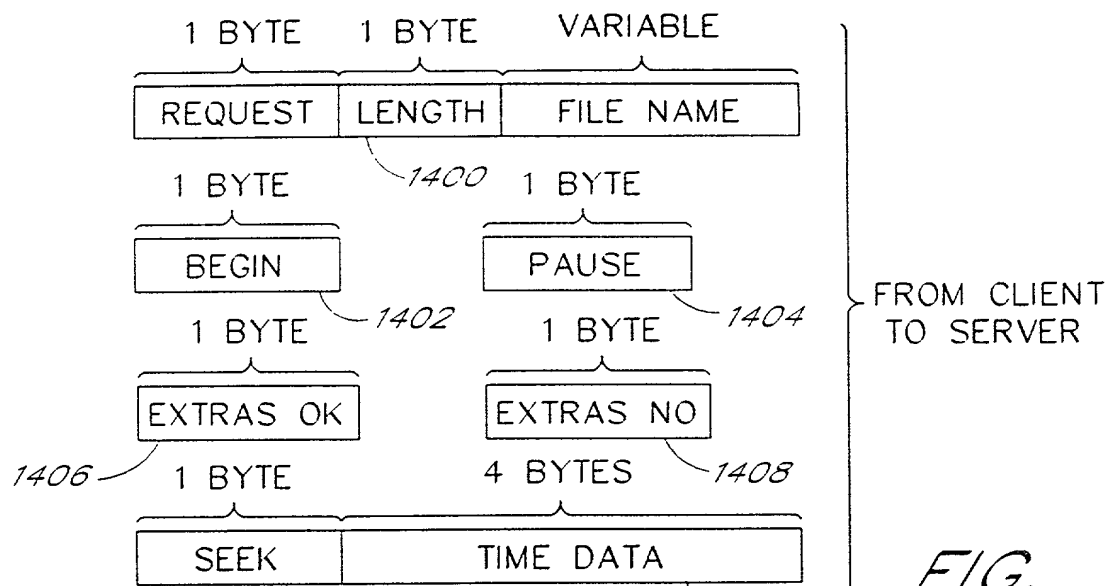 1 BYTE 1 BYTE VARIABLE
REQUEST LENGTH FILE NAME
1400
1 BYTE 1 BYTE
BEGIN PAUSE
1402 1404
FROM CLIENT
TO SERVER
1 BYTE 1 BYTE
EXTRAS OK EXTRAS NO
1406 1408
1 BYTE 4 BYTES
SEEK TIME DATA
FIG.